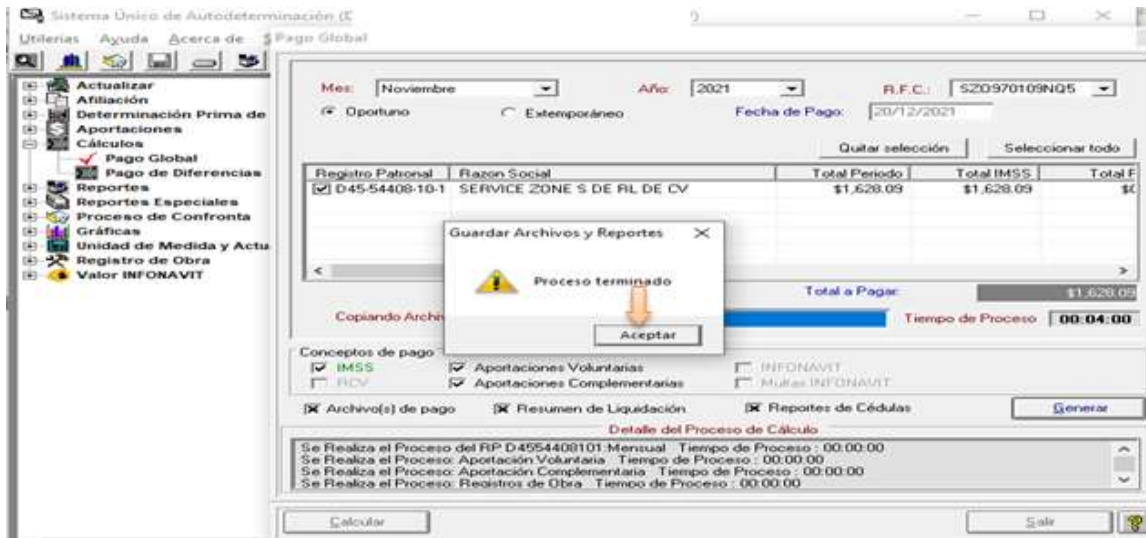 Sistema Único de Autodeterminación (D
Utilerias Ayuda Acerca de S
Pago Global
Actualizar
Afiliación
Determinación Prima de
Aportaciones
Cálculos
Pago Global
Pago de Diferencias
Reportes
Reportes Especiales
Proceso de Confronta
Gráficas
Unidad de Medida y Actu
Registro de Obra
Valor INFONAVIT
Mes: Noviembre Año: 2021 R.F.C.: SZO970109NQ5
Oportuno Extemporáneo Fecha de Pago: 20/12/2021
Quitar selección Seleccionar todo
Registro Patronal Razon Social Total Periodo Total IMSS Total F
D45-54408-10-1 SERVICE ZONE S DE RL DE CV $1,628.09 $1,628.09 $0
Guardar Archivos y Reportes
Proceso terminado
Aceptar
Total a Pagar: $1,628.09
Copiando Archiv Tiempo de Proceso 00:04:00
Conceptos de pago
IMSS Aportaciones Voluntarias INFONAVIT
RCV Aportaciones Complementarias Multas INFONAVIT
Archivo(s) de pago Resumen de Liquidación Reportes de Cédulas Generar
Detalle del Proceso de Cálculo
Se Realiza el Proceso del RP D4554408101:Mensual Tiempo de Proceso : 00:00:00
Se Realiza el Proceso: Aportación Voluntaria Tiempo de Proceso : 00:00:00
Se Realiza el Proceso: Aportación Complementaria Tiempo de Proceso : 00:00:00
Se Realiza el Proceso: Registros de Obra Tiempo de Proceso : 00:00:00
Calcular Salir